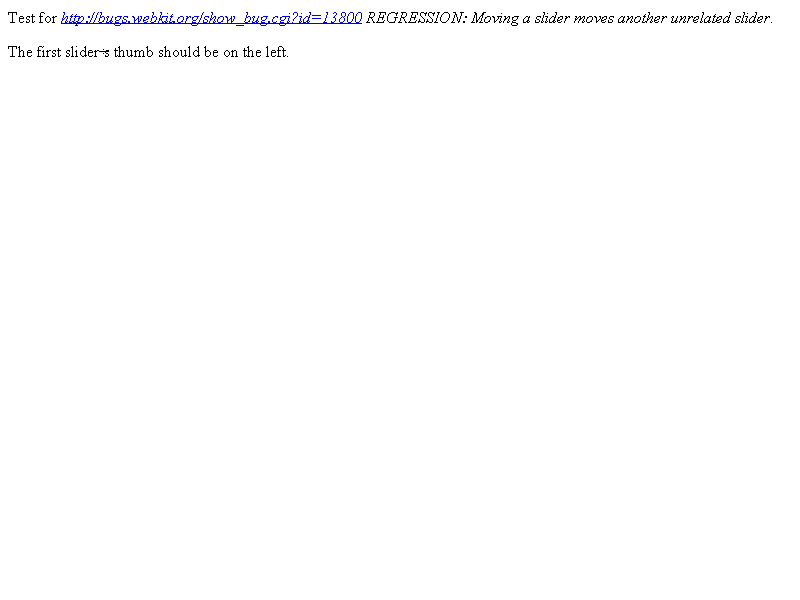 Test for http://bugs.webkit.org/show_bug.cgi?id=13800 REGRESSION: Moving a slider moves another unrelated slider.
The first slider's thumb should be on the left.